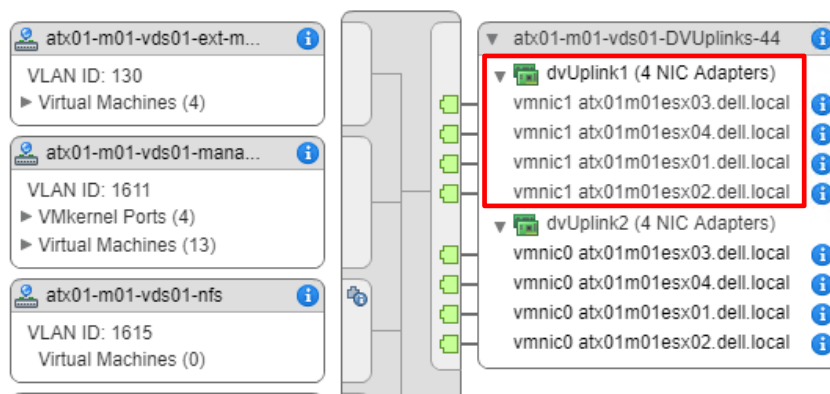 atx01-m01-vds01-ext-m...
VLAN ID: 130
Virtual Machines (4)
atx01-m01-vds01-mana...
VLAN ID: 1611
VMkernel Ports (4)
Virtual Machines (13)
atx01-m01-vds01-nfs
VLAN ID: 1615
Virtual Machines (0)
atx01-m01-vds01-DVUplinks-44
dvUplink1 (4 NIC Adapters)
vmnic1 atx01m01esx03.dell.local
vmnic1 atx01m01esx04.dell.local
vmnic1 atx01m01esx01.dell.local
vmnic1 atx01m01esx02.dell.local
dvUplink2 (4 NIC Adapters)
vmnic0 atx01m01esx03.dell.local
vmnic0 atx01m01esx04.dell.local
vmnic0 atx01m01esx01.dell.local
vmnic0 atx01m01esx02.dell.local